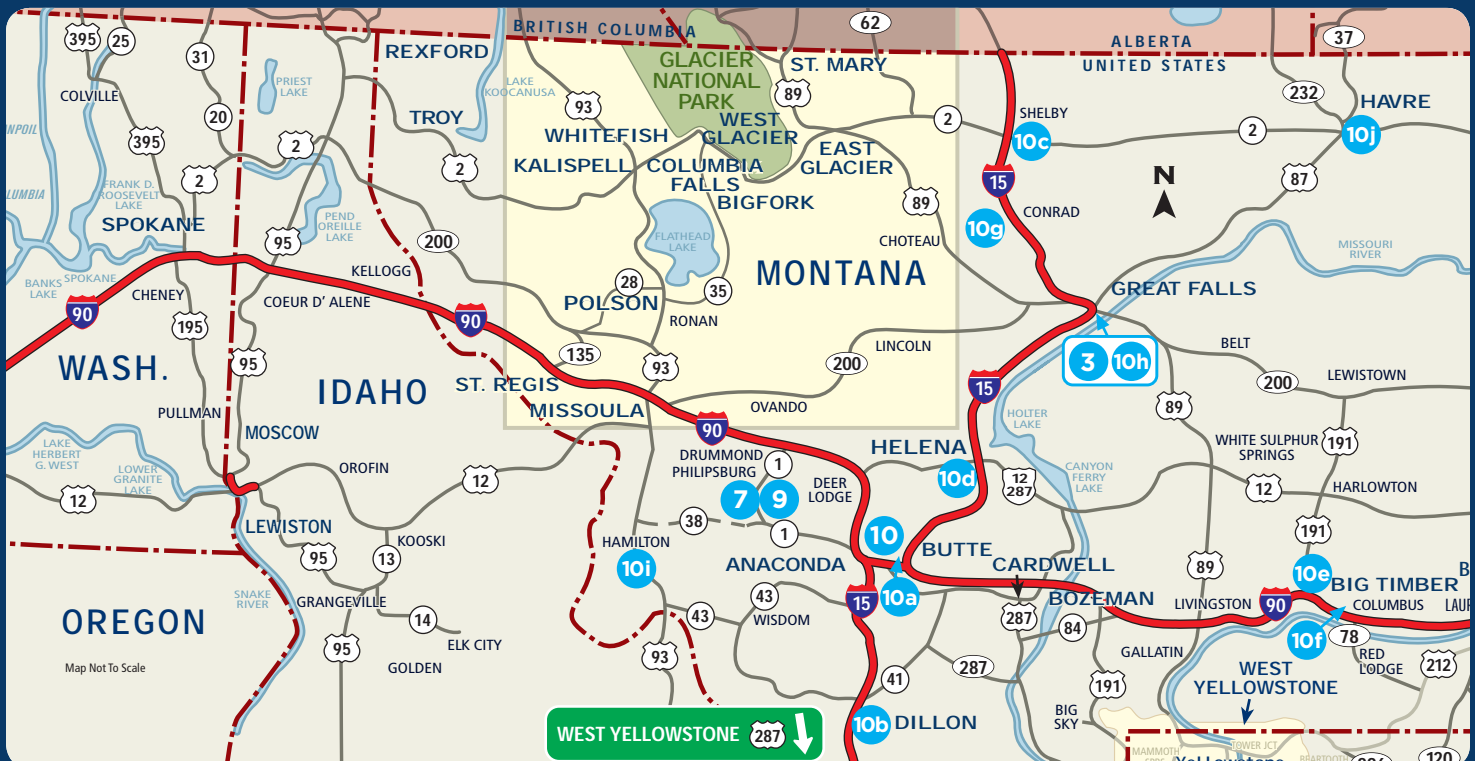 BRITISH COLUMBIA
62
37
ALBERTA
UNITED STATES
395
25
31
REXFORD
GLACIER
NATIONAL
PARK
ST. MARY
LAKE
KOOCANUSA
PRIEST
LAKE
COLVILLE
93
89
232
HAVRE
20
TROY
WHITEFISH
WEST
GLACIER
2
SHELBY
10c
2
10j
395
2
2
KALISPELL
COLUMBIA
FALLS
EAST
GLACIER
2
FRANK D.
ROOSEVELT
LAKE
BIGFORK
15
87
N
SPOKANE
PEND
OREILLE
LAKE
95
200
FLATHEAD
LAKE
89
CHOTEAU
10g
CONRAD
MISSOURI
RIVER
KELLOGG
MONTANA
BANKS
LAKE
SPOKANE
CHENEY
COEUR D' ALENE
28
POLSON
35
RONAN
GREAT FALLS
90
195
90
3
10h
BELT
WASH.
95
IDAHO
135
93
200
LINCOLN
15
200
LEWISTOWN
ST. REGIS
MISSOULA
OVANDO
89
PULLMAN
MOSCOW
90
HOLTER
LAKE
191
WHITE SULPHUR
SPRINGS
LAKE
HERBERT
G. WEST
LOWER
GRANITE
LAKE
OROFIN
DRUMMOND
PHILIPSBURG
1
DEER
LODGE
HELENA
10d
12
287
CANYON
FERRY
LAKE
12
12
7
9
12
HARLOWTON
LEWISTON
38
1
10
191
95
KOOSKI
13
HAMILTON
10i
ANACONDA
BUTTE
CARDWELL
89
10e
BIG TIMBER
SNAKE
RIVER
GRANGEVILLE
43
15
10a
BOZEMAN
LIVINGSTON
90
COLUMBUS
OREGON
14
ELK CITY
43
WISDOM
287
84
10f
78
95
GOLDEN
93
GALLATIN
RED
LODGE
212
Map Not To Scale
41
287
191
WEST
YELLOWSTONE
BIG
SKY
WEST YELLOWSTONE
287
10b
DILLON
MAMMOTH
TOWER JCT.
120